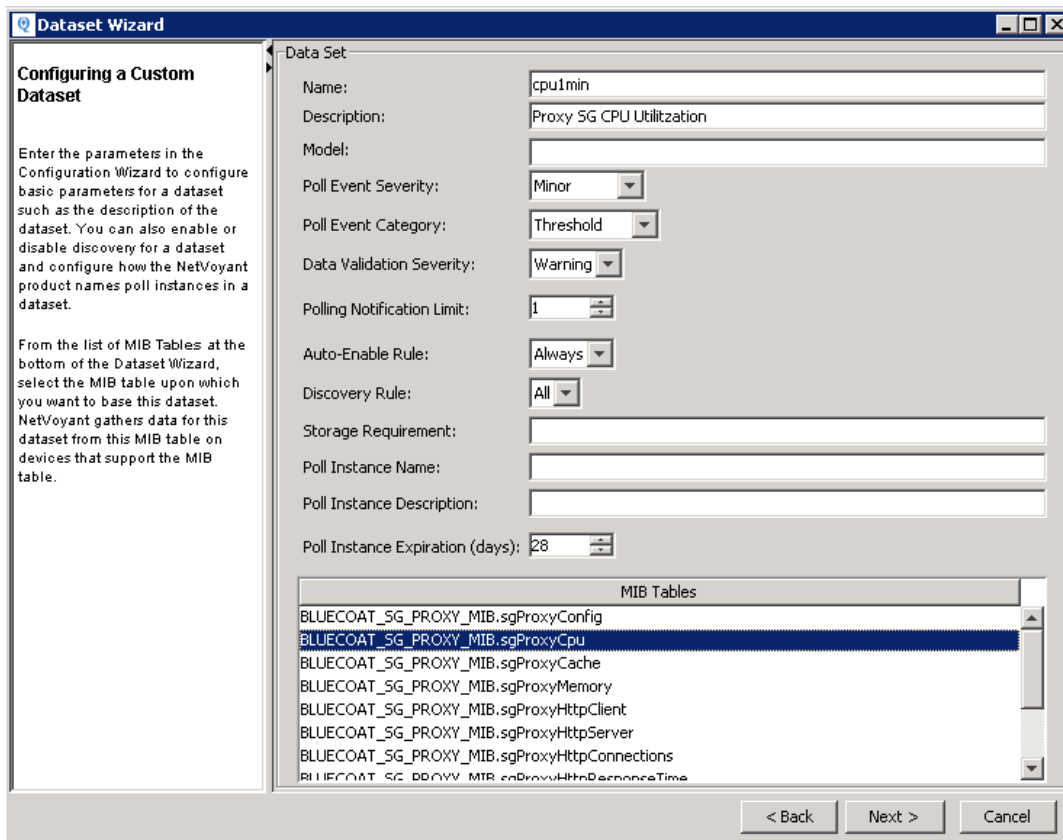 Dataset Wizard
Configuring a Custom
Dataset
Enter the parameters in the
Configuration Wizard to configure
basic parameters for a dataset
such as the description of the
dataset. You can also enable or
disable discovery for a dataset
and configure how the NetVoyant
product names poll instances in a
dataset.
From the list of MIB Tables at the
bottom of the Dataset Wizard,
select the MIB table upon which
you want to base this dataset.
NetVoyant gathers data for this
dataset from this MIB table on
devices that support the MIB
table.
Data Set
Name: cpu1min
Description: Proxy SG CPU Utilitzation
Model:
Poll Event Severity: Minor
Poll Event Category: Threshold
Data Validation Severity: Warning
Polling Notification Limit: 1
Auto-Enable Rule: Always
Discovery Rule: All
Storage Requirement:
Poll Instance Name:
Poll Instance Description:
Poll Instance Expiration (days): 28
MIB Tables
BLUECOAT_SG_PROXY_MIB.sgProxyConfig
BLUECOAT_SG_PROXY_MIB.sgProxyCpu
BLUECOAT_SG_PROXY_MIB.sgProxyCache
BLUECOAT_SG_PROXY_MIB.sgProxyMemory
BLUECOAT_SG_PROXY_MIB.sgProxyHttpClient
BLUECOAT_SG_PROXY_MIB.sgProxyHttpServer
BLUECOAT_SG_PROXY_MIB.sgProxyHttpConnections
BLUECOAT_SG_PROXY_MIB.sgProxyHttpResponseTime
< Back Next > Cancel